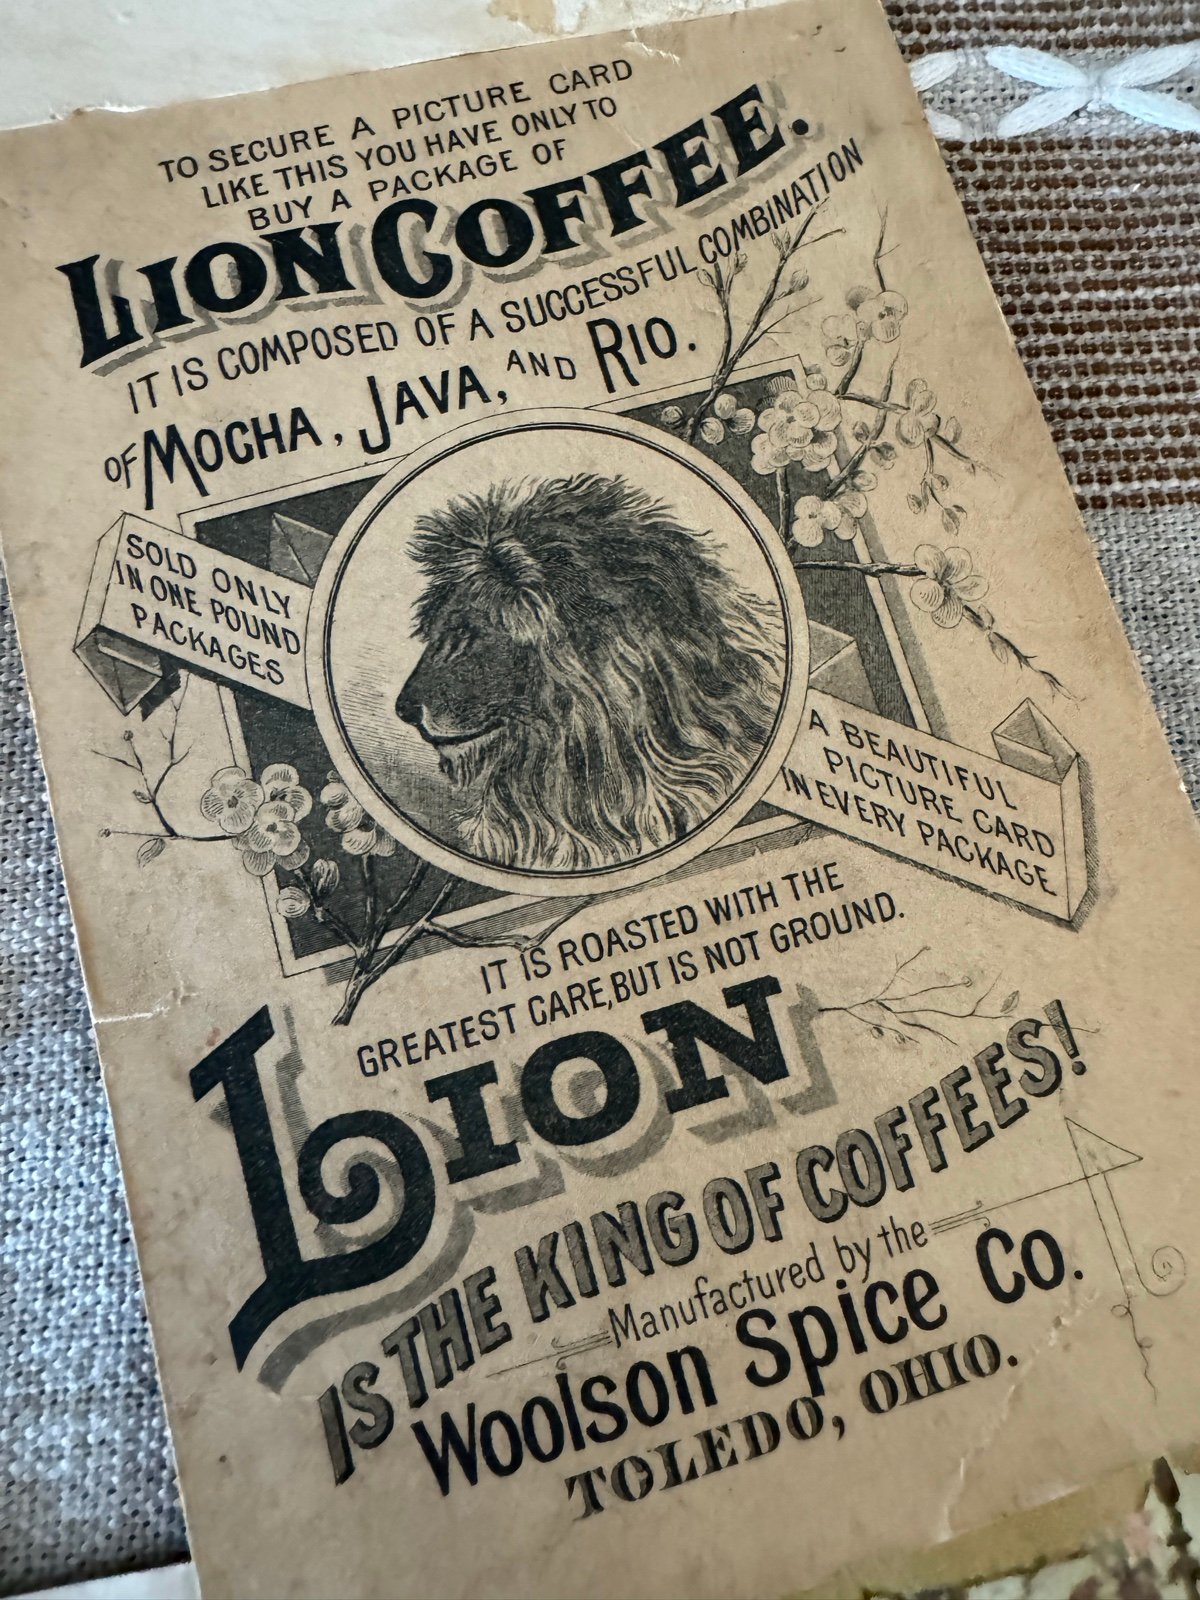 TO SECURE A PICTURE CARD
LIKE THIS YOU HAVE ONLY TO
BUY A PACKAGE OF
LION COFFEE.
IT IS COMPOSED OF A SUCCESSFUL COMBINATION
OF MOCHA, JAVA, AND RIO.
SOLD ONLY
IN ONE POUND
PACKAGES
A BEAUTIFUL
PICTURE CARD
IN EVERY PACKAGE
IT IS ROASTED WITH THE
GREATEST CARE, BUT IS NOT GROUND.
LION
IS THE KING OF COFFEES!
Manufactured by the
Woolson Spice Co.
TOLEDO, OHIO.